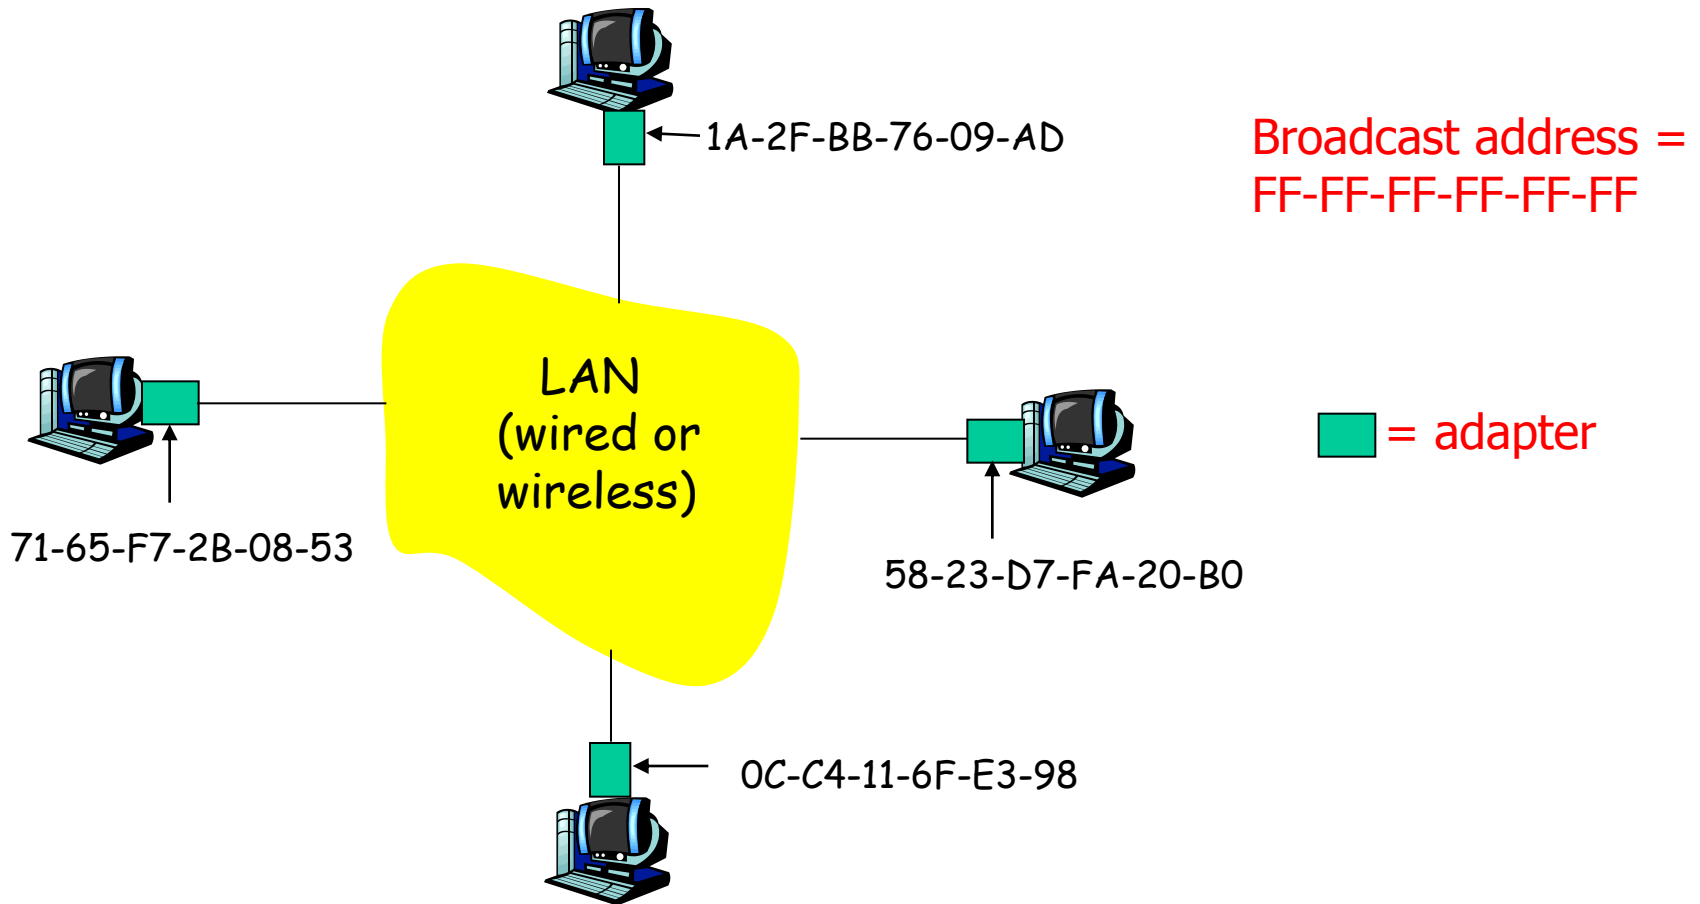 1A-2F-BB-76-09-AD
Broadcast address =
FF-FF-FF-FF-FF-FF
LAN
(wired or
wireless)
= adapter
71-65-F7-2B-08-53
58-23-D7-FA-20-B0
0C-C4-11-6F-E3-98